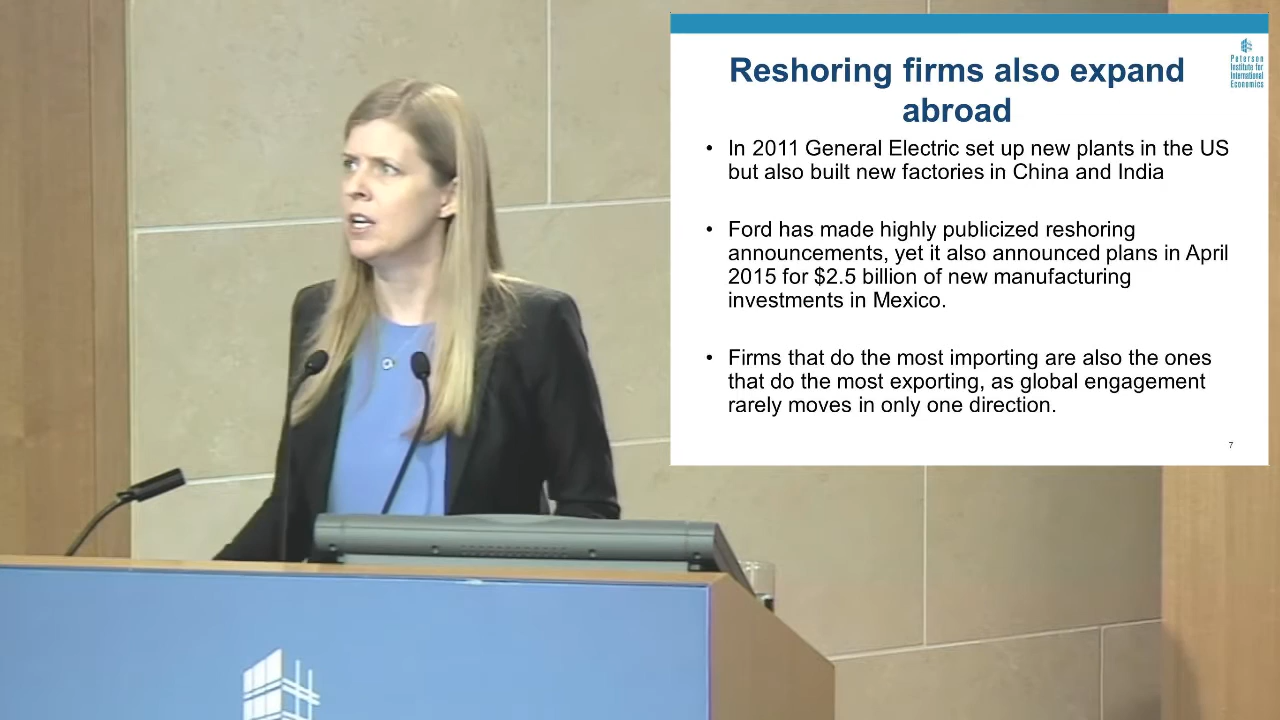 Reshoring firms also expand
abroad
Peterson
Institute for
International
Economics
• In 2011 General Electric set up new plants in the US
but also built new factories in China and India
• Ford has made highly publicized reshoring
announcements, yet it also announced plans in April
2015 for $2.5 billion of new manufacturing
investments in Mexico.
• Firms that do the most importing are also the ones
that do the most exporting, as global engagement
rarely moves in only one direction.
7